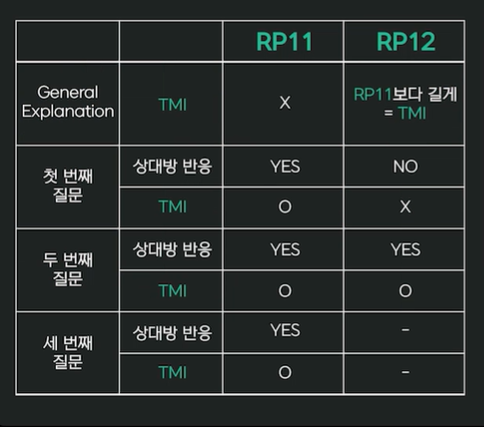 RP11 RP12
General
Explanation
TMI
X
RP11보다 길게
= TMI
첫 번째
질문
상대방 반응 YES NO
TMI O X
두 번째
질문
상대방 반응 YES YES
TMI O O
세 번째
질문
상대방 반응 YES -
TMI O -